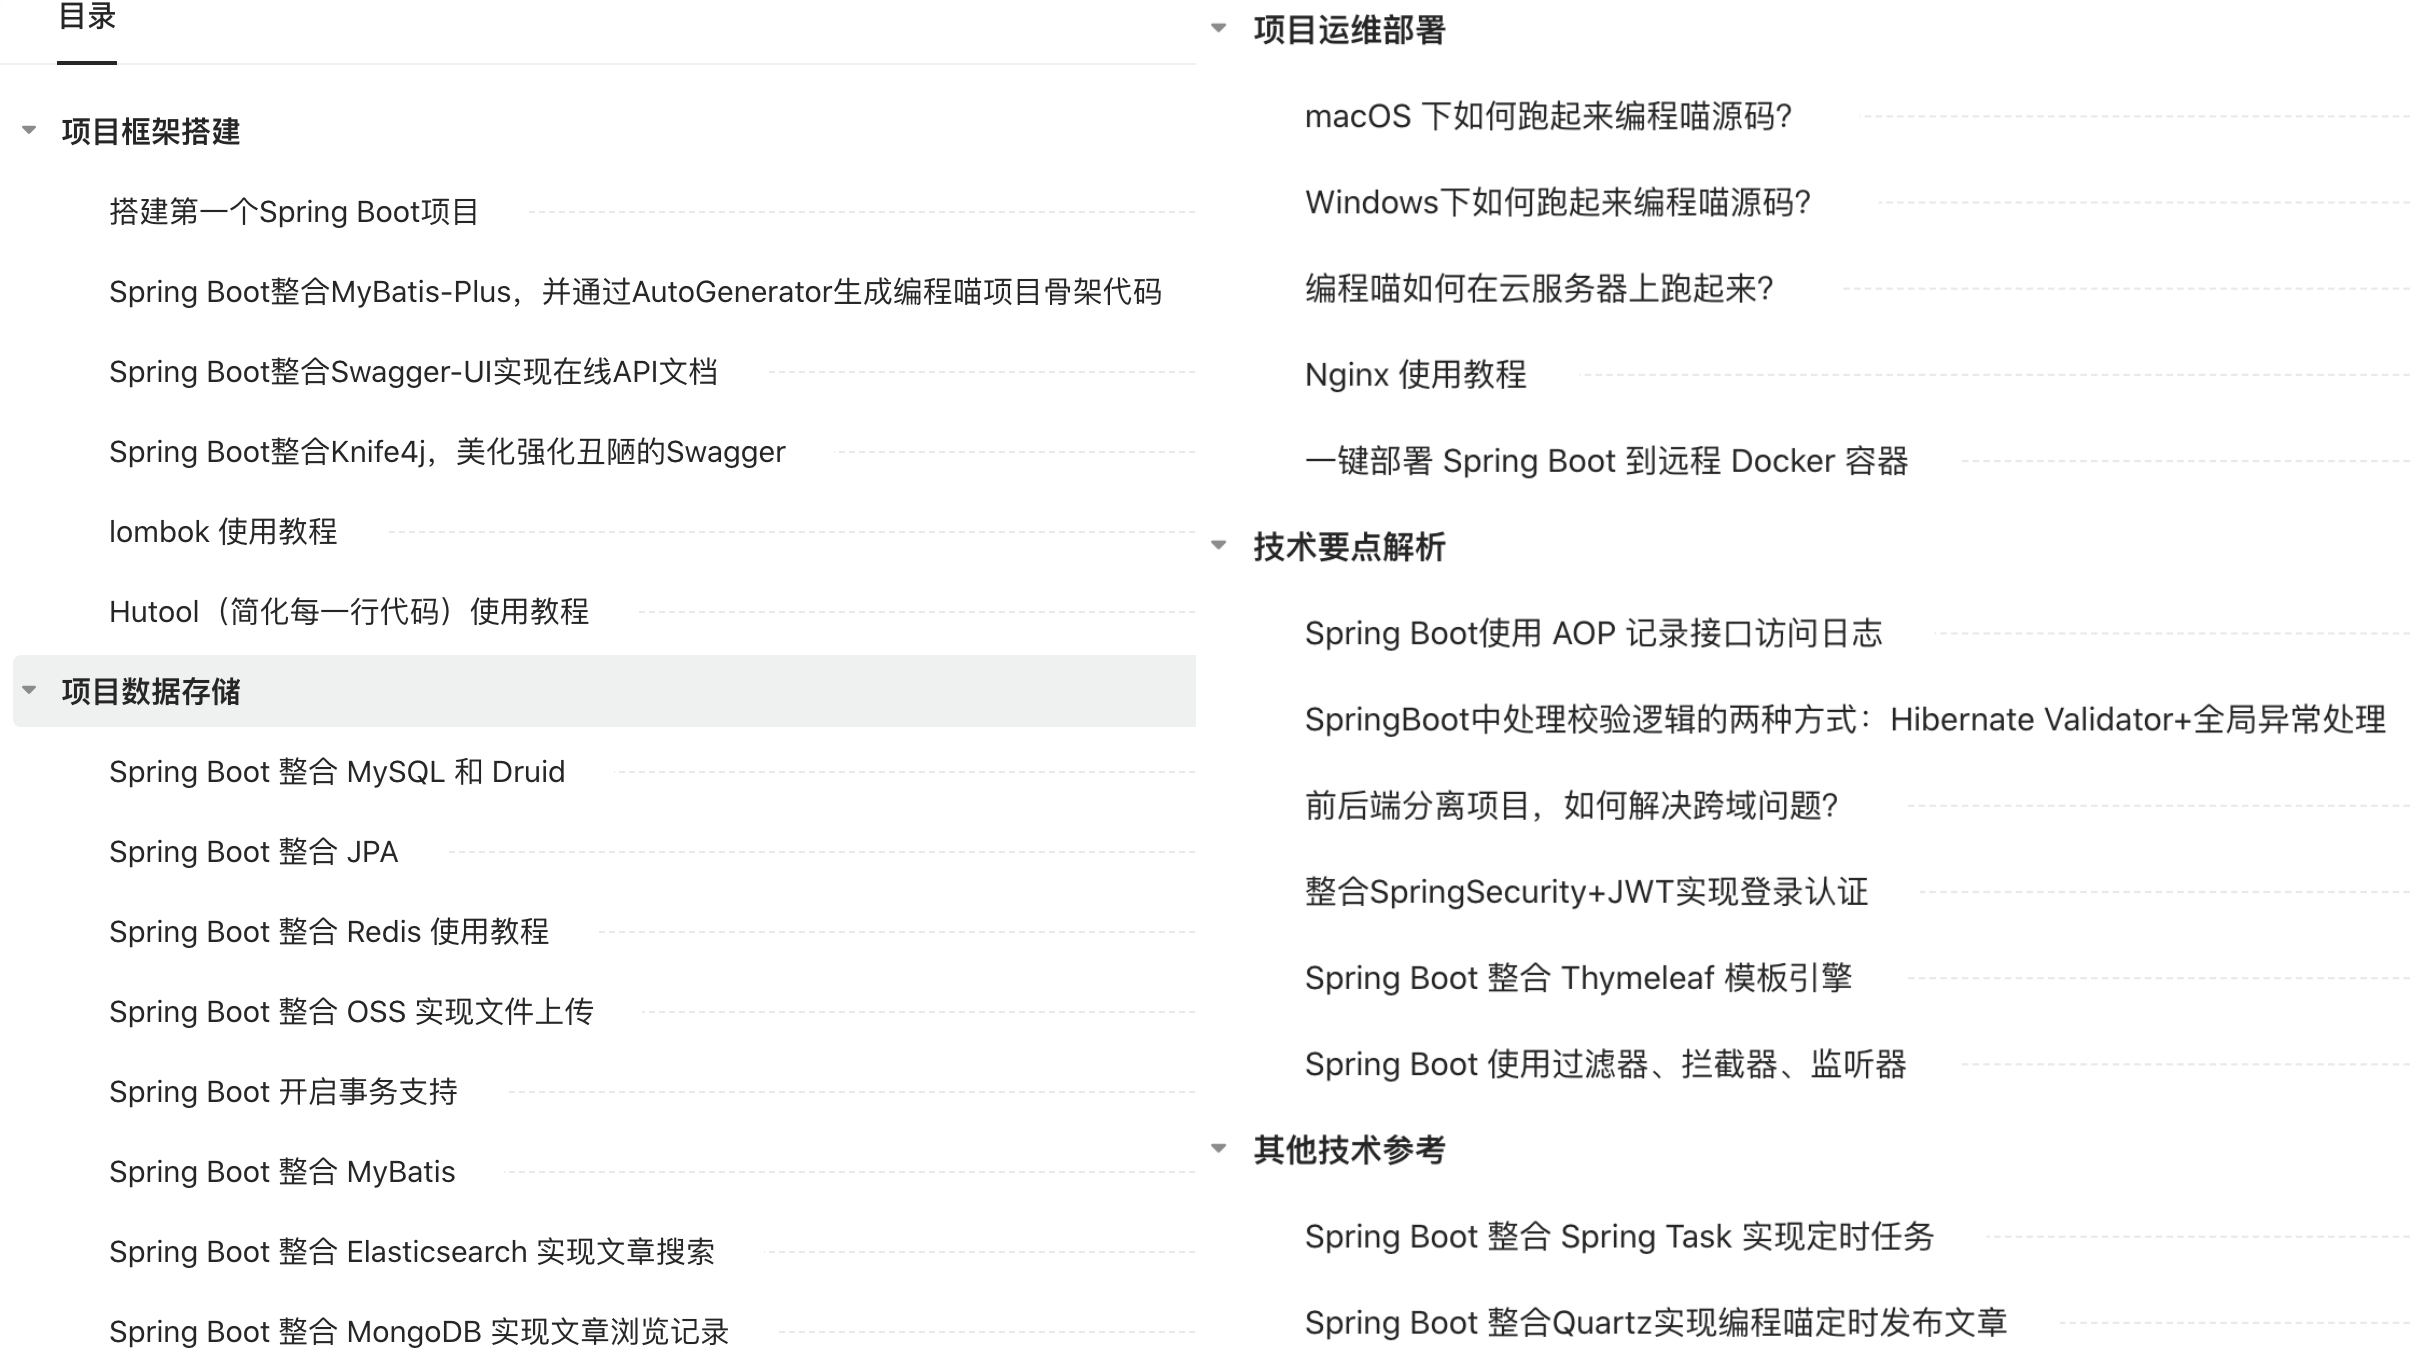 目录
项目框架搭建
搭建第一个Spring Boot项目
Spring Boot整合MyBatis-Plus，并通过AutoGenerator生成编程喵项目骨架代码
Spring Boot整合Swagger-UI实现在线API文档
Spring Boot整合Knife4j，美化强化丑陋的Swagger
lombok 使用教程
Hutool（简化每一行代码）使用教程
项目数据存储
Spring Boot 整合 MySQL 和 Druid
Spring Boot 整合 JPA
Spring Boot 整合 Redis 使用教程
Spring Boot 整合 OSS 实现文件上传
Spring Boot 开启事务支持
Spring Boot 整合 MyBatis
Spring Boot 整合 Elasticsearch 实现文章搜索
Spring Boot 整合 MongoDB 实现文章浏览记录
项目运维部署
macOS 下如何跑起来编程喵源码？
Windows下如何跑起来编程喵源码？
编程喵如何在云服务器上跑起来？
Nginx 使用教程
一键部署 Spring Boot 到远程 Docker 容器
技术要点解析
Spring Boot使用 AOP 记录接口访问日志
SpringBoot中处理校验逻辑的两种方式：Hibernate Validator+全局异常处理
前后端分离项目，如何解决跨域问题？
整合SpringSecurity+JWT实现登录认证
Spring Boot 整合 Thymeleaf 模板引擎
Spring Boot 使用过滤器、拦截器、监听器
其他技术参考
Spring Boot 整合 Spring Task 实现定时任务
Spring Boot 整合Quartz实现编程喵定时发布文章